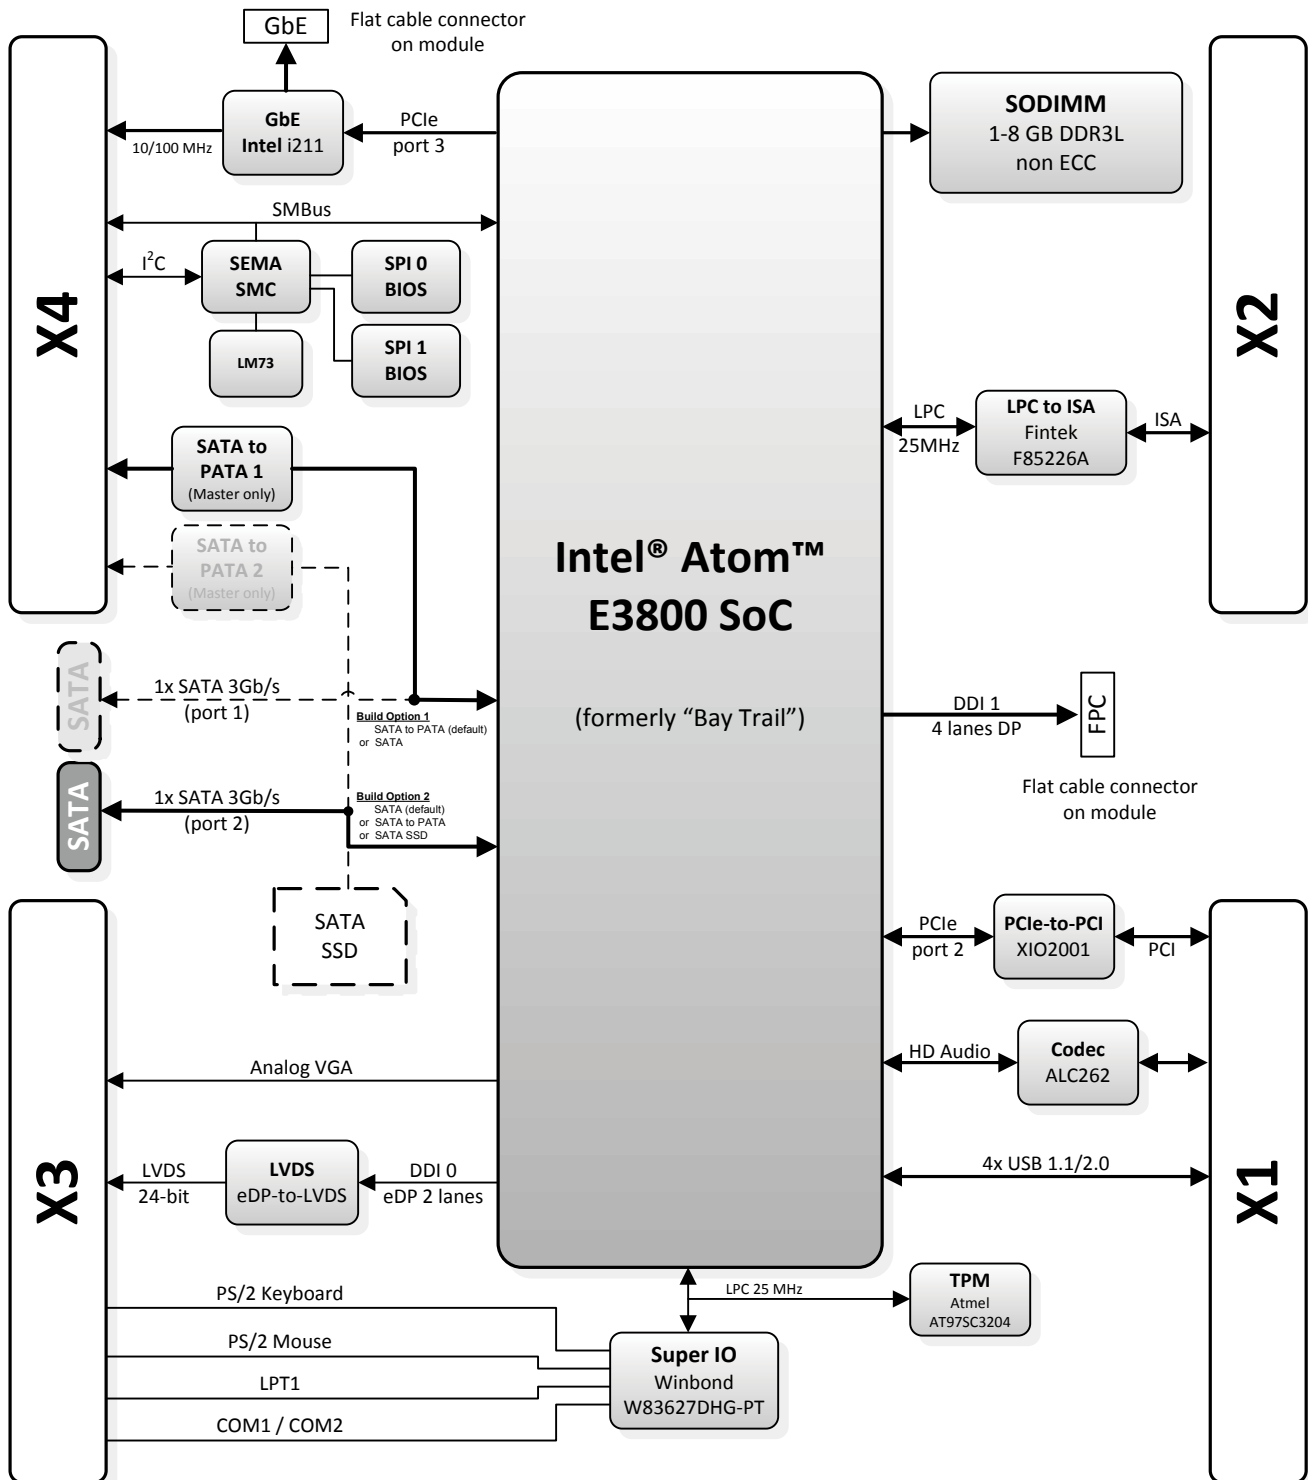 GbE
Flat cable connector
on module
GbE
Intel i211
10/100 MHz
PCIe
port 3
SODIMM
1-8 GB DDR3L
non ECC
SMBus
I²C
SEMA
SMC
SPI 0
BIOS
SPI 1
BIOS
LM73
X4
X2
LPC
25MHz
LPC to ISA
Fintek
F85226A
ISA
SATA to
PATA 1
(Master only)
SATA to
PATA 2
(Master only)
Intel® Atom™
E3800 SoC
(formerly “Bay Trail”)
SATA
1x SATA 3Gb/s
(port 1)
Build Option 1
SATA to PATA (default)
or SATA
DDI 1
4 lanes DP
FPC
Flat cable connector
on module
SATA
1x SATA 3Gb/s
(port 2)
Build Option 2
SATA (default)
or SATA to PATA
or SATA SSD
SATA
SSD
PCIe
port 2
PCIe-to-PCI
XIO2001
PCI
HD Audio
Codec
ALC262
Analog VGA
X3
LVDS
24-bit
LVDS
eDP-to-LVDS
DDI 0
eDP 2 lanes
4x USB 1.1/2.0
X1
LPC 25 MHz
TPM
Atmel
AT97SC3204
PS/2 Keyboard
PS/2 Mouse
LPT1
COM1 / COM2
Super IO
Winbond
W83627DHG-PT